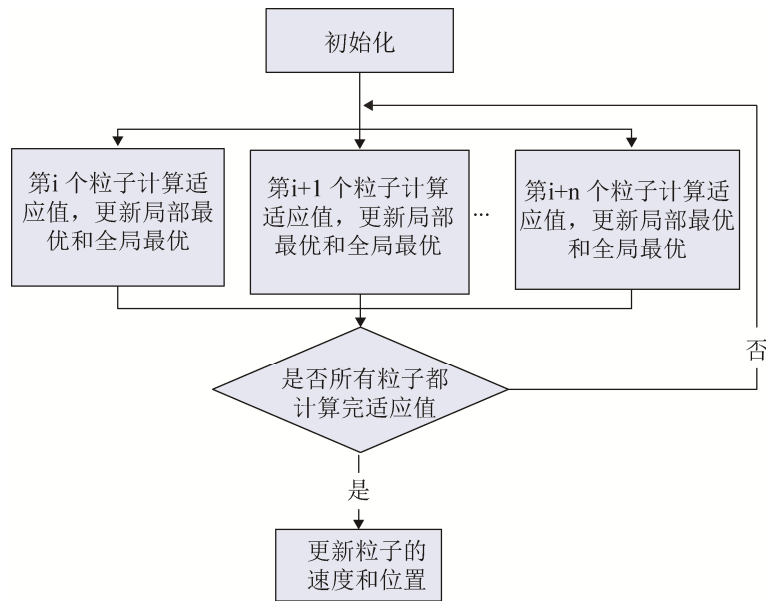 初始化
第i 个粒子计算适
应值，更新局部最
优和全局最优
第i+1 个粒子计算
适应值，更新局部
最优和全局最优
...
第i+n 个粒子计算适
应值，更新局部最优
和全局最优
否
是否所有粒子都
计算完适应值
是
更新粒子的
速度和位置